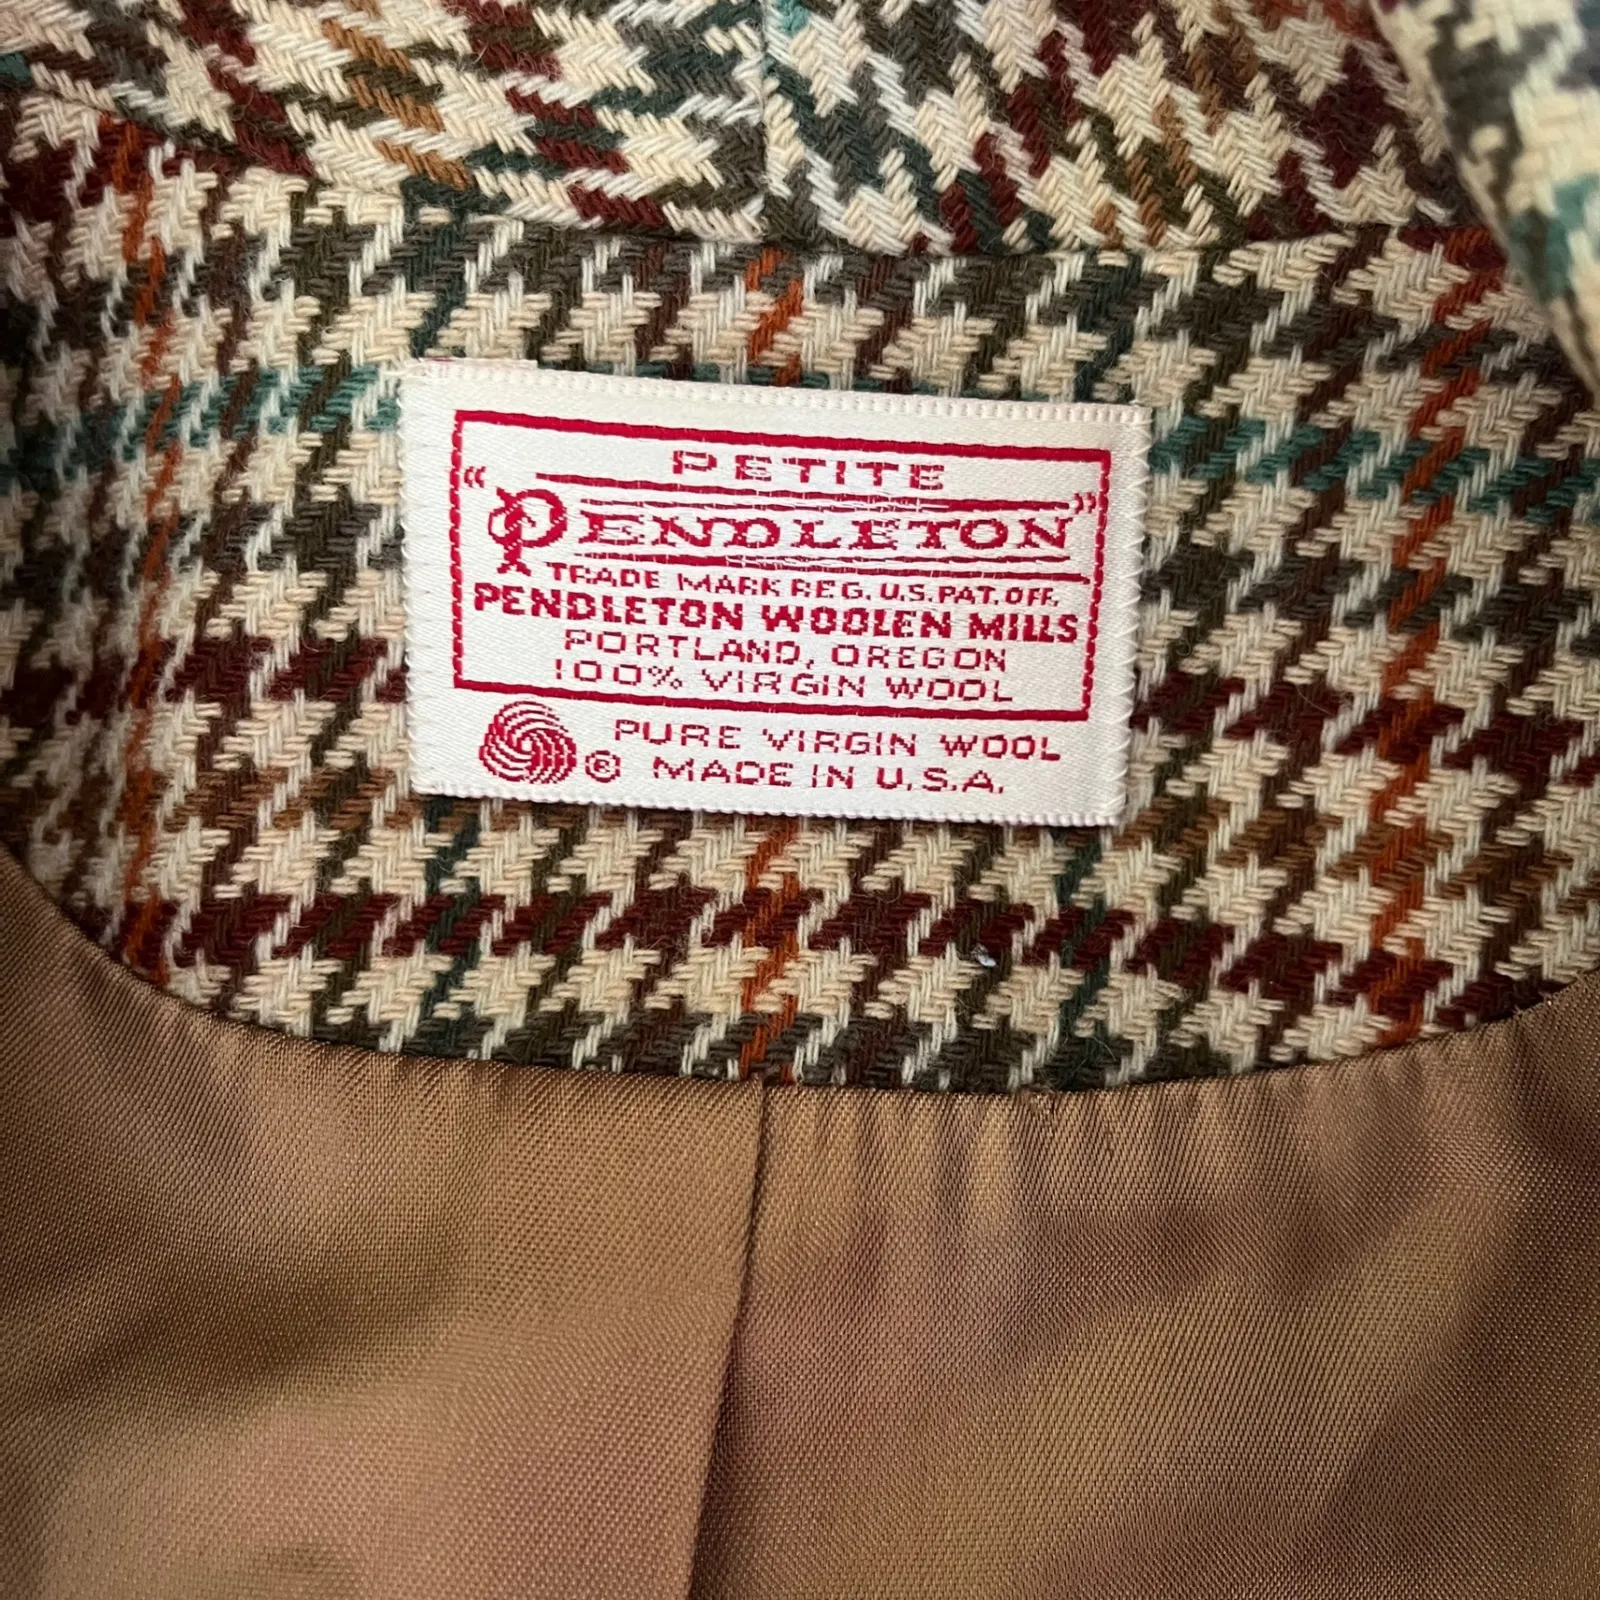 PETITE
"PENDLETON"
TRADE MARK REG. U.S. PAT. OFF.
PENDLETON WOOLEN MILLS
PORTLAND, OREGON
100% VIRGIN WOOL
PURE VIRGIN WOOL
® MADE IN U.S.A.